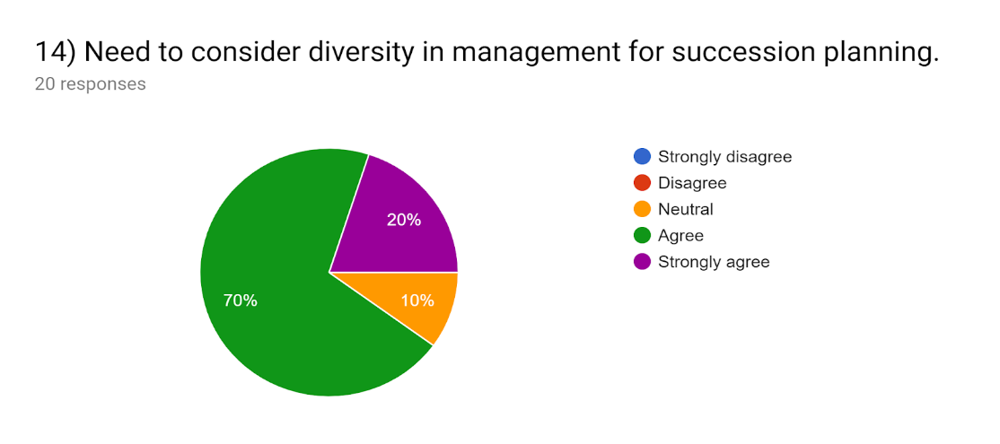 14) Need to consider diversity in management for succession planning.
20 responses
Strongly disagree
Disagree
Neutral
Agree
Strongly agree
20%
70%
10%